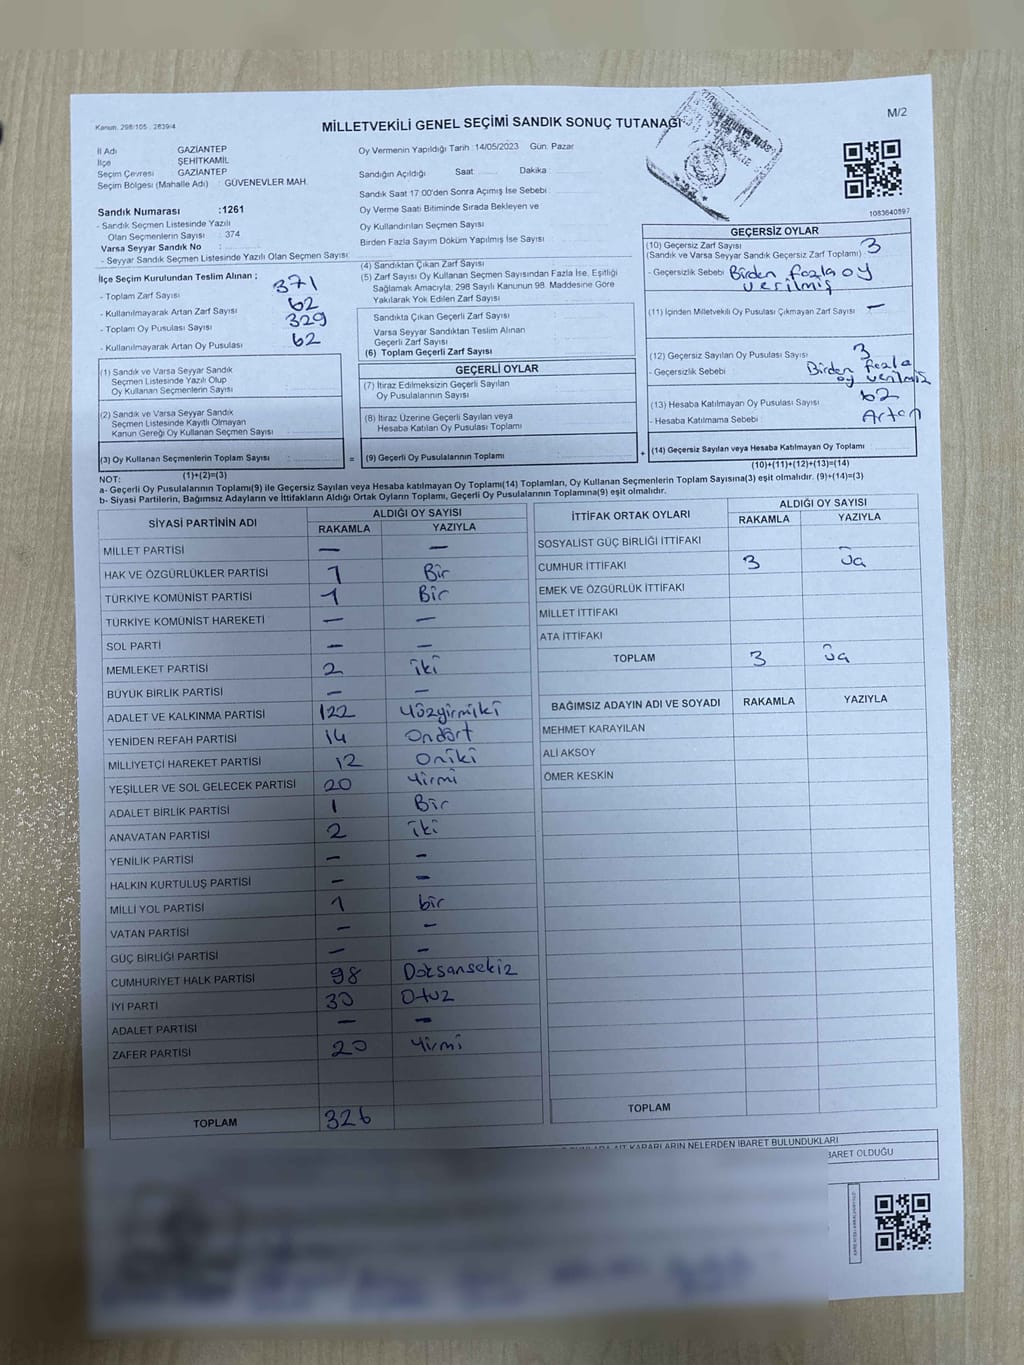 Kanun. 298/105 . 2839/4
MİLLETVEKİLİ GENEL SEÇİMİ SANDIK SONUÇ TUTANAĞI
M/2
İl Adı GAZİANTEP
İlçe ŞEHİTKAMİL
Seçim Çevresi GAZİANTEP
Seçim Bölgesi (Mahalle Adı) : GÜVENEVLER MAH.
Sandık Numarası :1261
- Sandık Seçmen Listesinde Yazılı
Olan Seçmenlerin Sayısı : 374
Varsa Seyyar Sandık No :
- Seyyar Sandık Seçmen Listesinde Yazılı Olan Seçmen Sayısı
İlçe Seçim Kurulundan Teslim Alınan ;
- Toplam Zarf Sayısı 371
- Kullanılmayarak Artan Zarf Sayısı 62
- Toplam Oy Pusulası Sayısı 329
- Kullanılmayarak Artan Oy Pusulası 62
Oy Vermenin Yapıldığı Tarih : 14/05/2023 Gün. Pazar
Sandığın Açıldığı Saat Dakika
Sandık Saat 17:00'den Sonra Açımış İse Sebebi
Oy Verme Saati Bitiminde Sırada Bekleyen ve
Oy Kullandırılan Seçmen Sayısı
Birden Fazla Sayım Döküm Yapılmış İse Sayısı
(4) Sandıktan Çıkan Zarf Sayısı
(5) Zarf Sayısı Oy Kullanan Seçmen Sayısından Fazla İse, Eşitliği
Sağlamak Amacıyla; 298 Sayılı Kanunun 98. Maddesine Göre
Yakılarak Yok Edilen Zarf Sayısı
Sandıkta Çıkan Geçerli Zarf Sayısı
Varsa Seyyar Sandıktan Teslim Alınan
Geçerli Zarf Sayısı
(6) Toplam Geçerli Zarf Sayısı
1083640897
GEÇERSİZ OYLAR
(10) Geçersiz Zarf Sayısı 3
(Sandık ve Varsa Seyyar Sandık Geçersiz Zarf Toplamı)
- Geçersizlik Sebebi Birden fazla oy
verilmiş
(11) İçinden Milletvekili Oy Pusulası Çıkmayan Zarf Sayısı —
(12) Geçersiz Sayılan Oy Pusulası Sayısı 3
- Geçersizlik Sebebi Birden fazla
oy verilmiş
(13) Hesaba Katılmayan Oy Pusulası Sayısı 62
- Hesaba Katılmama Sebebi Artan
(14) Geçersiz Sayılan veya Hesaba Katılmayan Oy Toplamı
(10)+(11)+(12)+(13)=(14)
(1) Sandık ve Varsa Seyyar Sandık
Seçmen Listesinde Yazılı Olup
Oy Kullanan Seçmenlerin Sayısı
(2) Sandık ve Varsa Seyyar Sandık
Seçmen Listesinde Kayıtlı Olmayan
Kanun Gereği Oy Kullanan Seçmen Sayısı
(3) Oy Kullanan Seçmenlerin Toplam Sayısı
(1)+(2)=(3)
=
GEÇERLİ OYLAR
(7) İtiraz Edilmeksizin Geçerli Sayılan
Oy Pusulalarının Sayısı
(8) İtiraz Üzerine Geçerli Sayılan veya
Hesaba Katılan Oy Pusulası Toplamı
(9) Geçerli Oy Pusulalarının Toplamı
+
NOT:
a- Geçerli Oy Pusulalarının Toplamı(9) ile Geçersiz Sayılan veya Hesaba katılmayan Oy Toplamı(14) Toplamları, Oy Kullanan Seçmenlerin Toplam Sayısına(3) eşit olmalıdır. (9)+(14)=(3)
b- Siyasi Partilerin, Bağımsız Adayların ve İttifakların Aldığı Ortak Oyların Toplamı, Geçerli Oy Pusulalarının Toplamına(9) eşit olmalıdır.
SİYASİ PARTİNİN ADI ALDIĞI OY SAYISI
RAKAMLA YAZIYLA
MİLLET PARTİSİ — —
HAK VE ÖZGÜRLÜKLER PARTİSİ 1 Bir
TÜRKİYE KOMÜNİST PARTİSİ 1 Bir
TÜRKİYE KOMÜNİST HAREKETİ — —
SOL PARTİ — —
MEMLEKET PARTİSİ 2 iki
BÜYÜK BİRLİK PARTİSİ — —
ADALET VE KALKINMA PARTİSİ 122 Yüzyirmiki
YENİDEN REFAH PARTİSİ 14 Ondört
MİLLİYETÇİ HAREKET PARTİSİ 12 Oniki
YEŞİLLER VE SOL GELECEK PARTİSİ 20 Yirmi
ADALET BİRLİK PARTİSİ 1 Bir
ANAVATAN PARTİSİ 2 iki
YENİLİK PARTİSİ — —
HALKIN KURTULUŞ PARTİSİ — —
MİLLİ YOL PARTİSİ 1 bir
VATAN PARTİSİ — —
GÜÇ BİRLİĞİ PARTİSİ — —
CUMHURİYET HALK PARTİSİ 98 Doksansekiz
İYİ PARTİ 30 Otuz
ADALET PARTİSİ — —
ZAFER PARTİSİ 20 Yirmi
TOPLAM 326
İTTİFAK ORTAK OYLARI ALDIĞI OY SAYISI
RAKAMLA YAZIYLA
SOSYALİST GÜÇ BİRLİĞİ İTTİFAKI
CUMHUR İTTİFAKI 3 Üç
EMEK VE ÖZGÜRLÜK İTTİFAKI
MİLLET İTTİFAKI
ATA İTTİFAKI
TOPLAM 3 Üç
BAĞIMSIZ ADAYIN ADI VE SOYADI RAKAMLA YAZIYLA
MEHMET KARAYILAN
ALİ AKSOY
ÖMER KESKİN
TOPLAM
KARARLARIN NELERDEN İBARET BULUNDUKLARI
BARET OLDUĞU